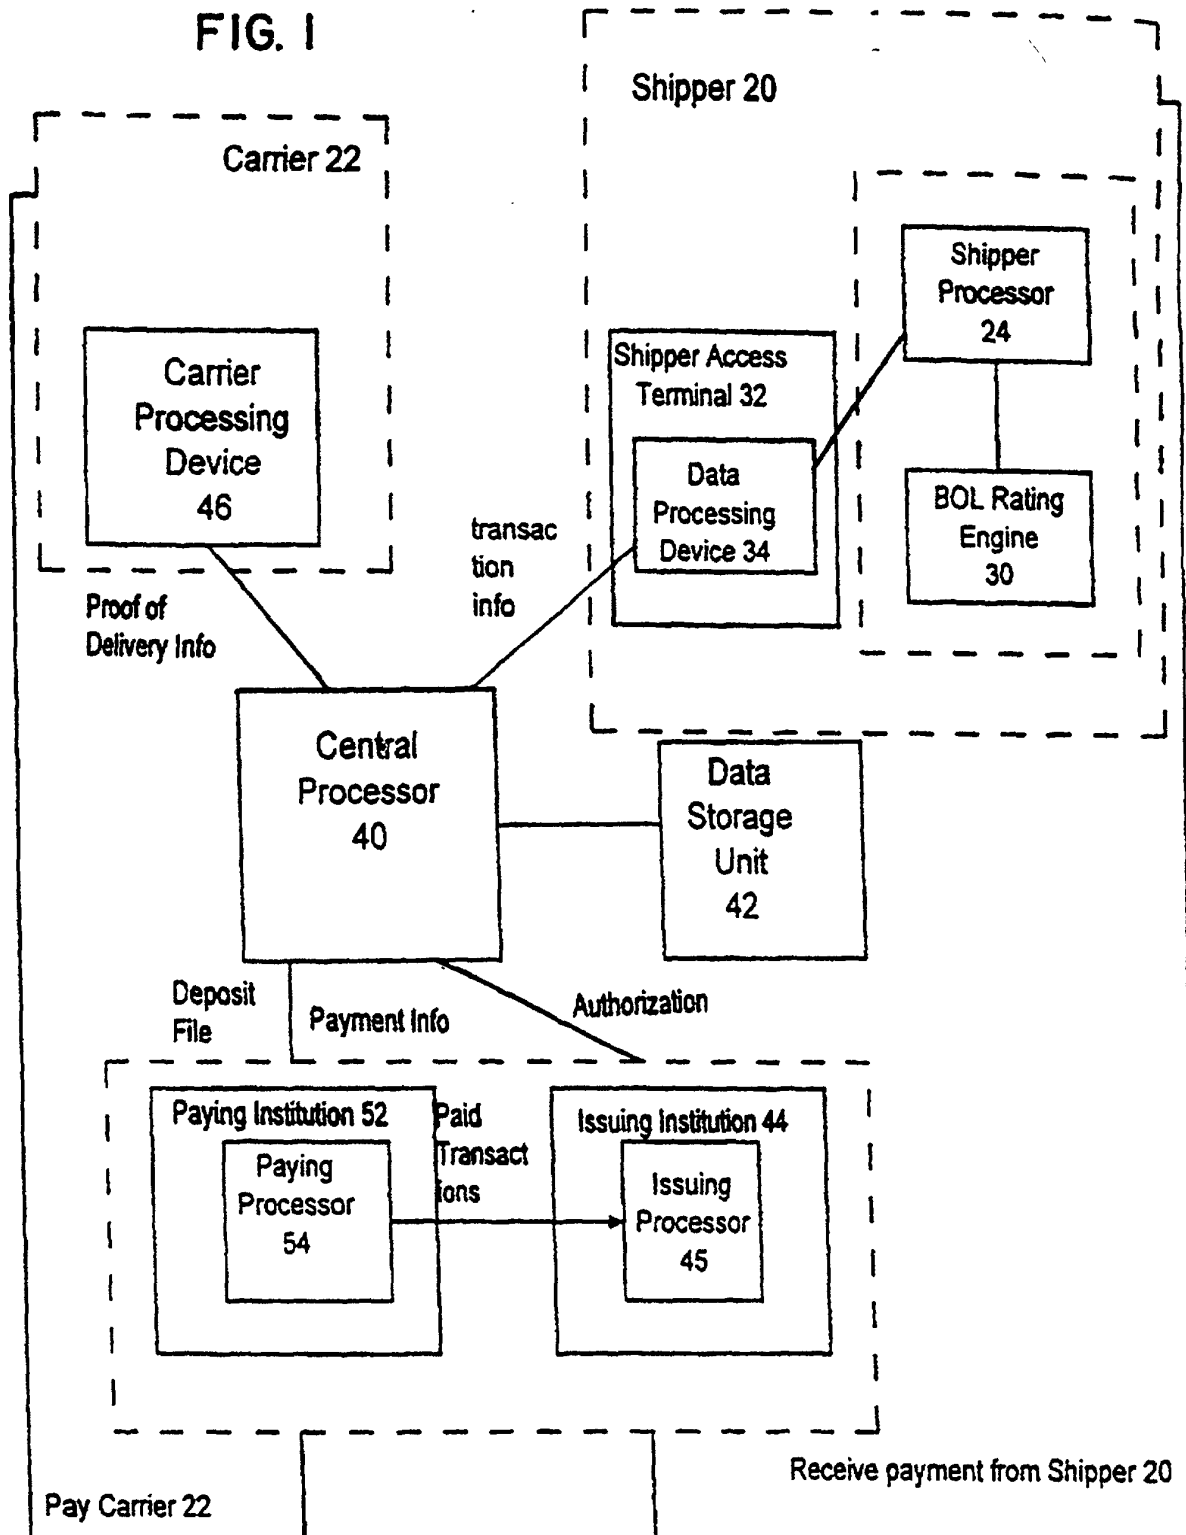 FIG. 1
Shipper 20
Carrier 22
Shipper
Processor
24
Shipper Access
Terminal 32
Carrier
Processing
Device
46
Data
Processing
Device 34
BOL Rating
Engine
30
transac
tion
info
Proof of
Delivery Info
Central
Processor
40
Data
Storage
Unit
42
Deposit
File
Payment Info
Authorization
Paying Institution 52
Paid
Transact
ions
Issuing Institution 44
Paying
Processor
54
Issuing
Processor
45
Receive payment from Shipper 20
Pay Carrier 22